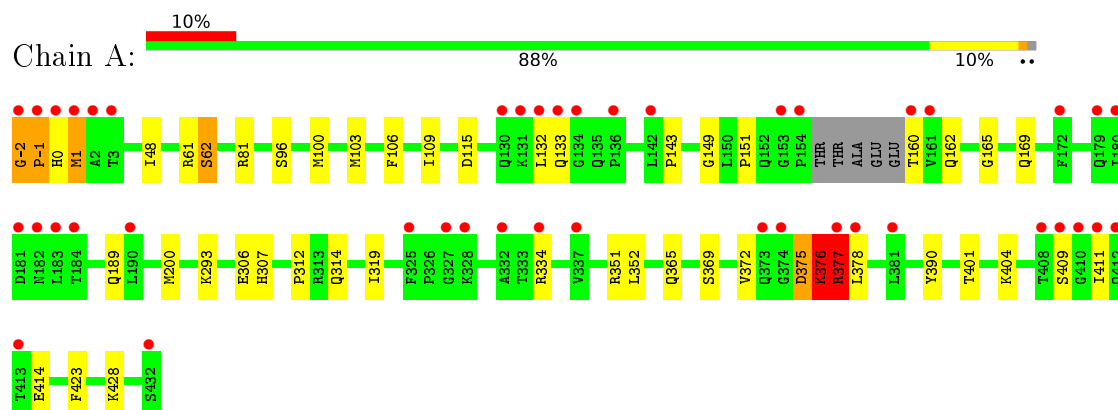 10%
Chain A:
88% 10% ••
G-2 P-1 H0 M1 A2 T3 I48 R61 S62 R81 S96 M100 M103 F106 I109 D115 Q130 K131 L132 Q133 G134 Q135 P136 L142 P143 G149 L150 P151 Q152 G153 P154 THR THR ALA GLU GLU T160 V161 Q162 G165 Q169 F172 Q179
D181 N182 L183 T184 Q189 L190 M200 K293 E306 H307 P312 R313 Q314 I319 F325 P326 G327 K328 A332 T333 R334 V337 R351 L352 Q365 S369 V372 Q373 G374 D375 K376 R377 L378 L381 Y390 T401 K404 T408 S409 G410 I411
T413 E414 F423 K428 S432